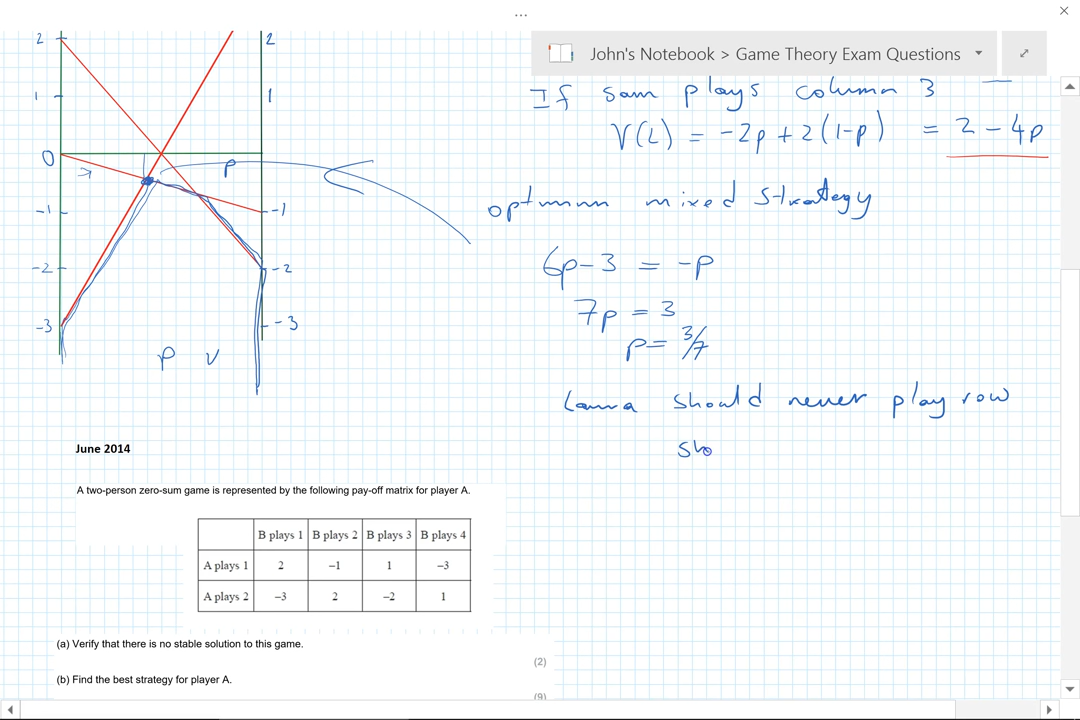 John's Notebook > Game Theory Exam Questions
2
1
0
-1
-2
-3
2
1
p
-1
-2
-3
p v
If sam plays column 3
V(L) = -2p + 2(1-p) = 2 - 4p
optimum mixed strategy
6p - 3 = -p
7p = 3
p = 3/7
Laura should never play row
sho
June 2014
A two-person zero-sum game is represented by the following pay-off matrix for player A.
B plays 1 B plays 2 B plays 3 B plays 4
A plays 1 2 −1 1 −3
A plays 2 −3 2 −2 1
(a) Verify that there is no stable solution to this game.
(2)
(b) Find the best strategy for player A.
(9)